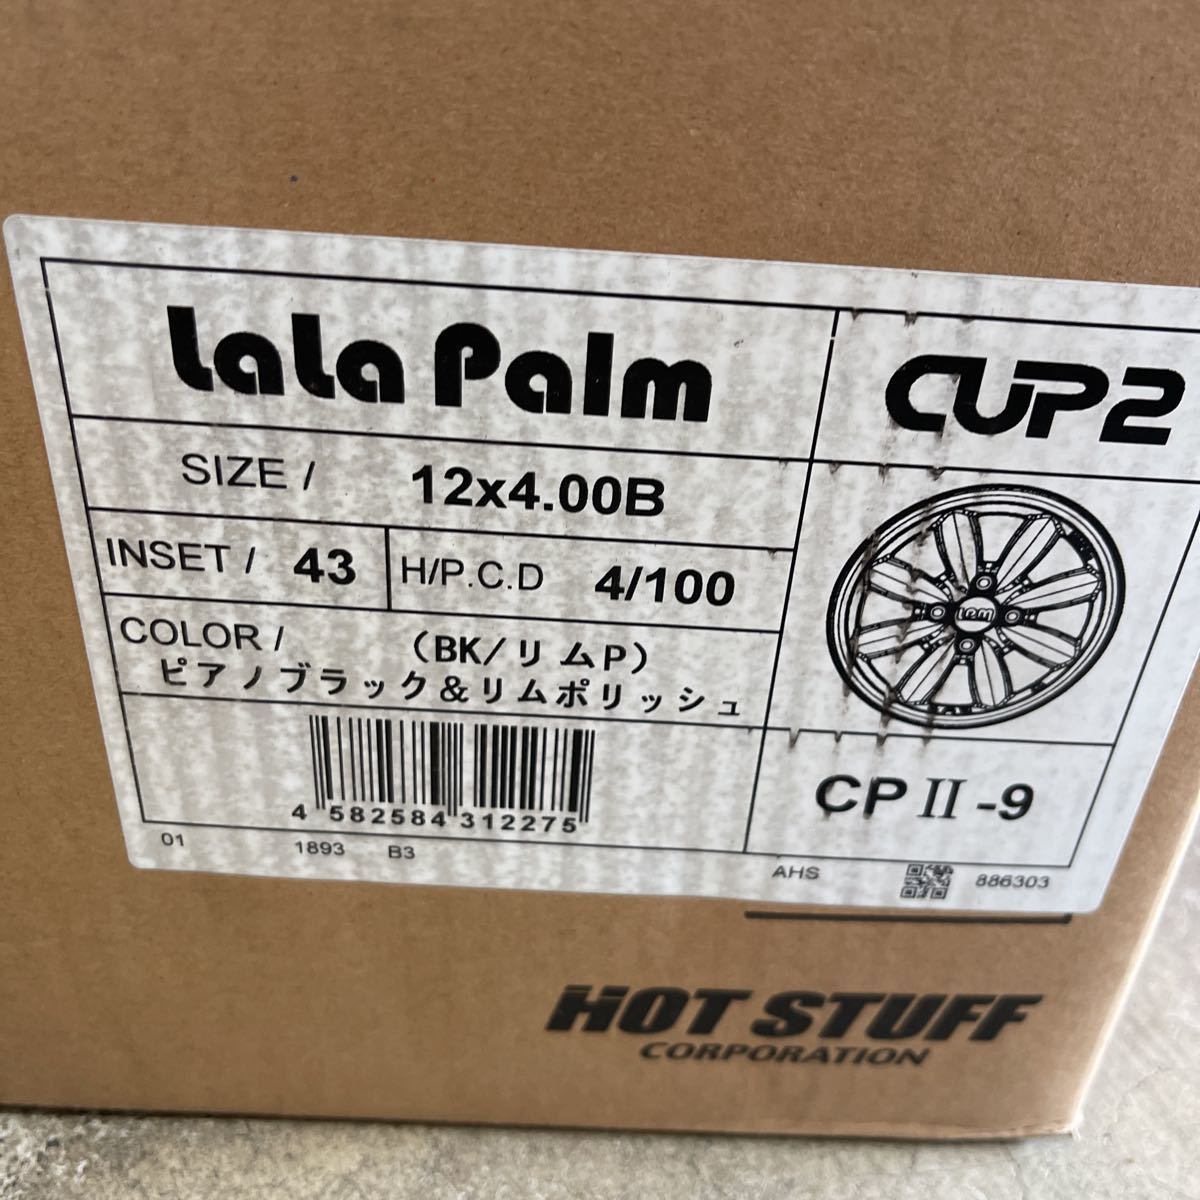 LaLa Palm
CUP2
SIZE / 12x4.00B
INSET / 43 H/P.C.D 4/100
COLOR / (BK/リムP)
ピアノブラック&リムポリッシュ
4 582584 312275
CP II -9
01 1893 B3
AHS 886303
HOT STUFF
CORPORATION